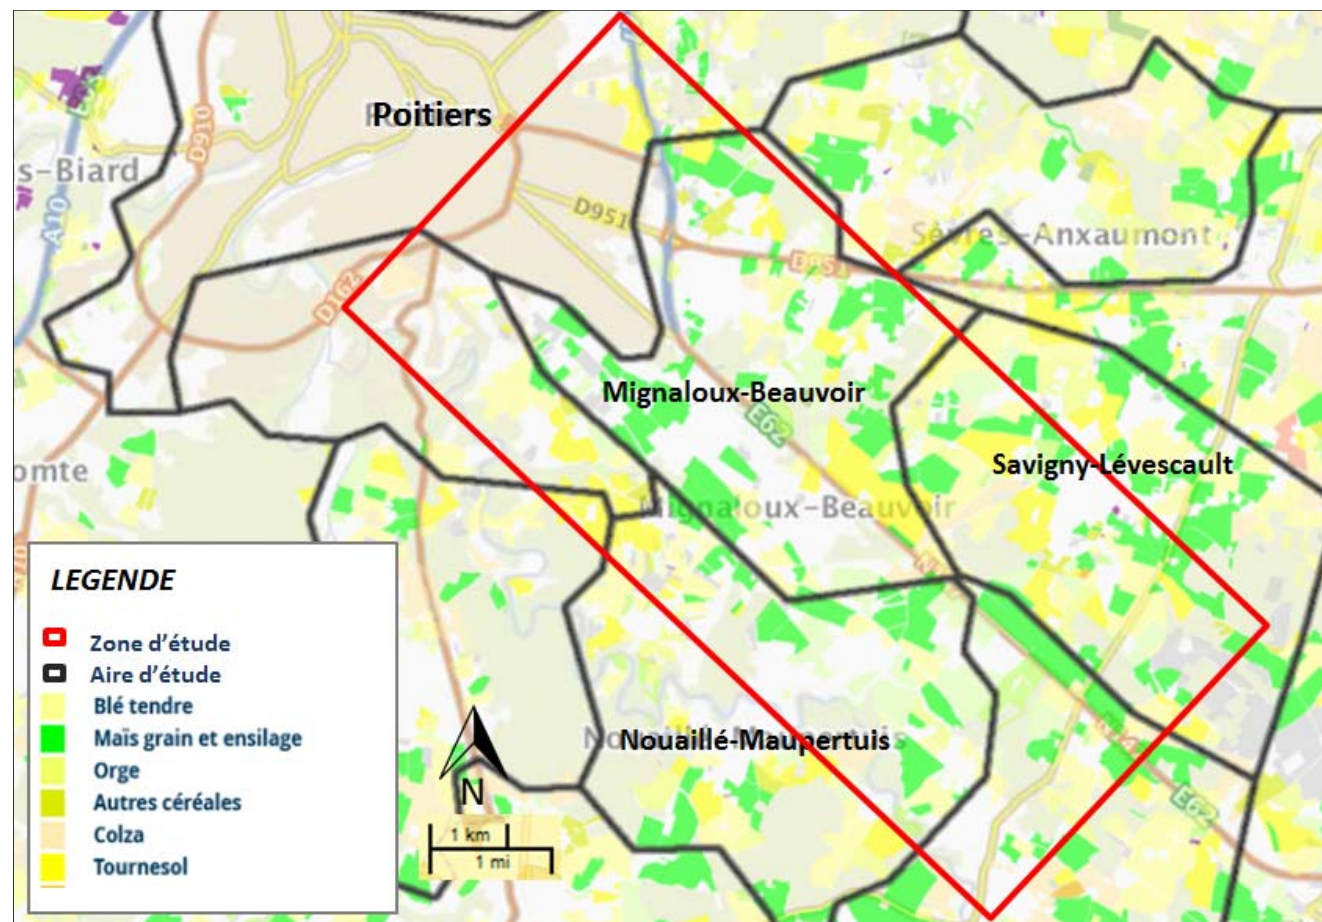 Poitiers
D910
s-Biard
A10
D951
D162
Sèvres-Anxaumont
D951
Mignaloux-Beauvoir
E62
Savigny-Lévescault
Mignaloux-Beauvoir
omte
LEGENDE
Zone d'étude
Aire d'étude
Blé tendre
Maïs grain et ensilage
Orge
Autres céréales
Colza
Tournesol
Nouaillé-Maupertuis
N
1 km
1 mi
E62